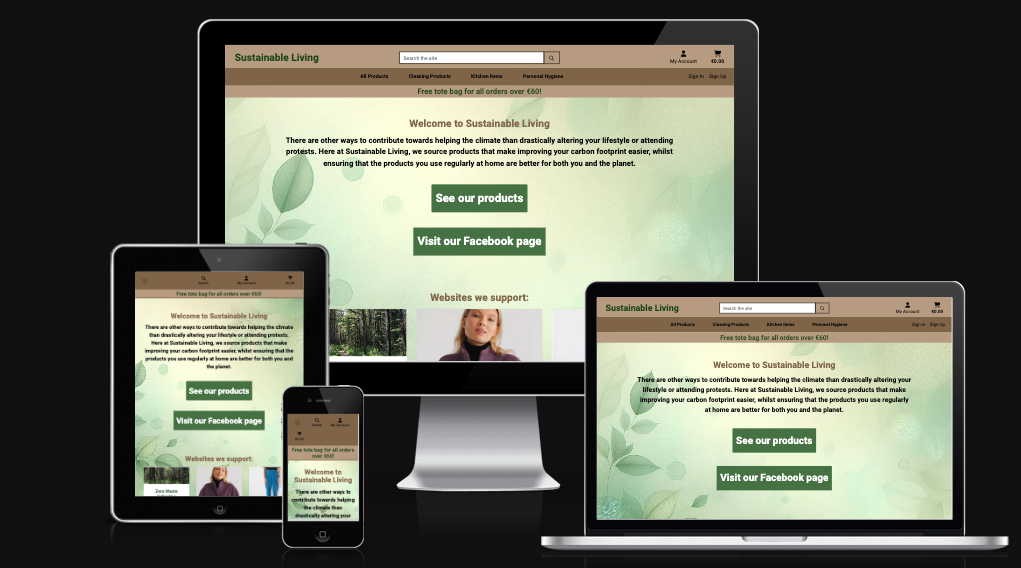 Sustainable Living
Search the site
My Account
€0.00
All Products
Cleaning Products
Kitchen Items
Personal Hygiene
Sign In
Sign Up
Free tote bag for all orders over €60!
Welcome to Sustainable Living
There are other ways to contribute towards helping the climate than drastically altering your lifestyle or attending
protests. Here at Sustainable Living, we source products that make improving your carbon footprint easier, whilst
ensuring that the products you use regularly at home are better for both you and the planet.
See our products
Visit our Facebook page
Websites we support:
Search
My Account
€0.00
Free tote bag for all orders over €60!
Welcome to Sustainable Living
There are other ways to contribute towards helping the climate
than drastically altering your lifestyle or attending protests.
Here at Sustainable Living, we source products that make
improving your carbon footprint easier, whilst ensuring that the
products you use regularly at home are better for both you and
the planet.
See our products
Visit our Facebook page
Websites we support:
Zero Waste
Search
My Account
€0.00
Free tote bag for all orders
over €60!
Welcome to
Sustainable Living
There are other ways to
contribute towards helping
the climate than
drastically altering your
Sustainable Living
Search the site
My Account
€0.00
All Products
Cleaning Products
Kitchen Items
Personal Hygiene
Sign In
Sign Up
Free tote bag for all orders over €60!
Welcome to Sustainable Living
There are other ways to contribute towards helping the climate than drastically altering your
lifestyle or attending protests. Here at Sustainable Living, we source products that make
improving your carbon footprint easier, whilst ensuring that the products you use regularly
at home are better for both you and the planet.
See our products
Visit our Facebook page